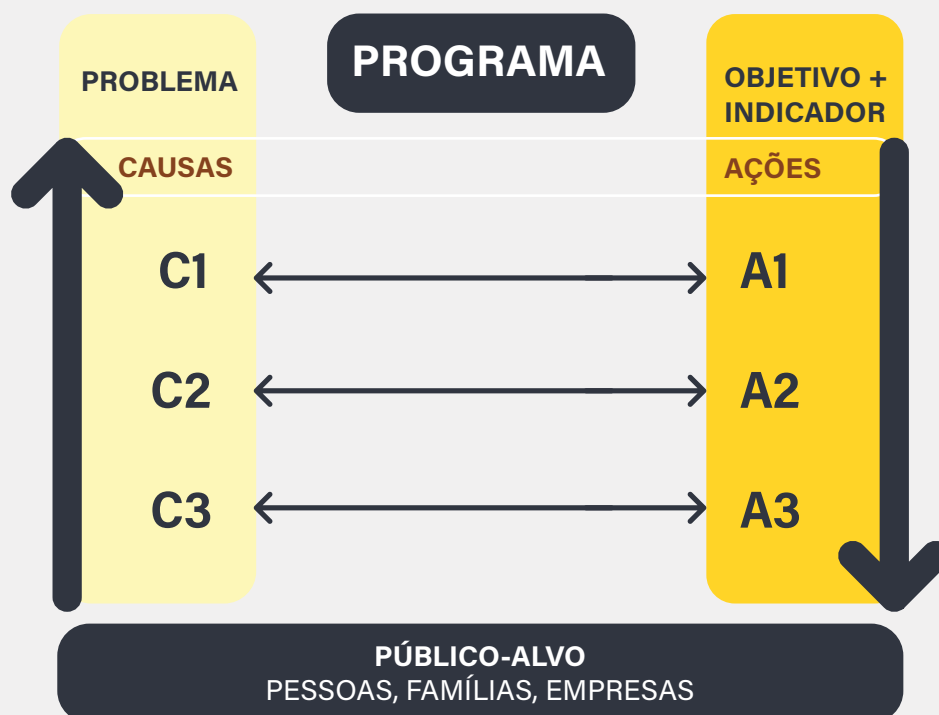 PROGRAMA
PROBLEMA
OBJETIVO +
INDICADOR
CAUSAS
AÇÕES
C1
A1
C2
A2
C3
A3
PÚBLICO-ALVO
PESSOAS, FAMÍLIAS, EMPRESAS